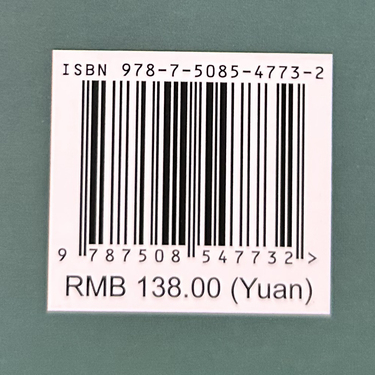 ISBN 978-7-5085-4773-2
9 787508 547732 >
RMB 138.00 (Yuan)